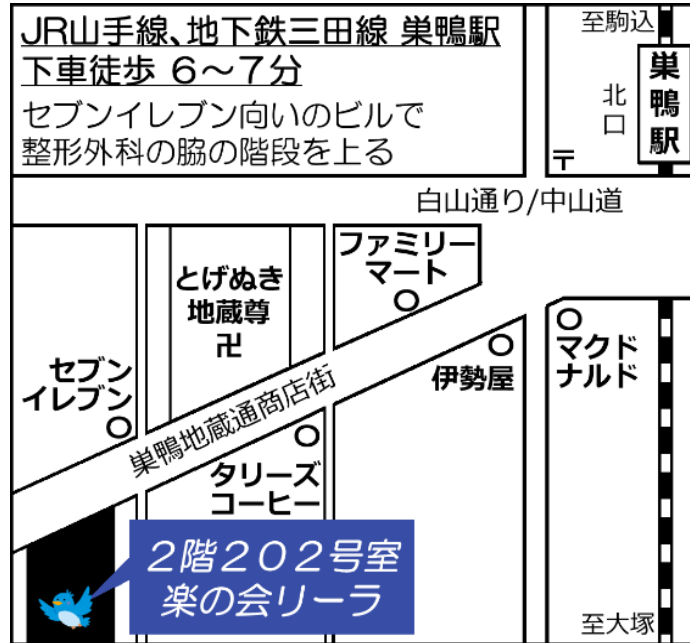 JR山手線、地下鉄三田線 巣鴨駅
下車徒歩 6〜7分
セブンイレブン向いのビルで
整形外科の脇の階段を上る
至駒込
巣鴨駅
北口
〒
白山通り/中山道
ファミリー
マート
とげぬき
地蔵尊
卍
マクド
ナルド
伊勢屋
セブン
イレブン
巣鴨地蔵通商店街
タリーズ
コーヒー
2階202号室
楽の会リーラ
至大塚